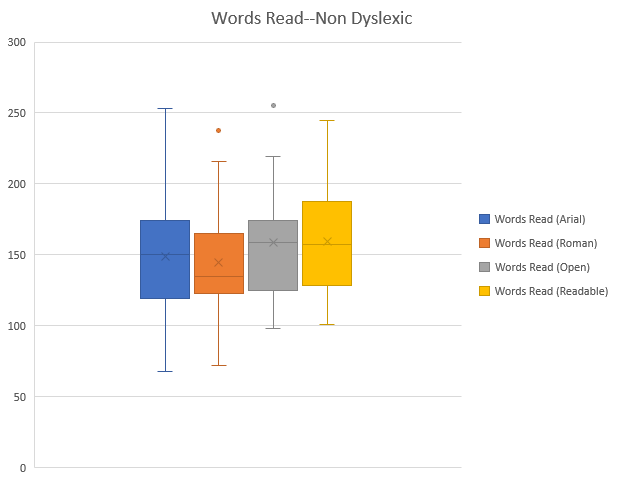 Words Read--Non Dyslexic
300
250
200
150
100
50
0
Words Read (Arial)
Words Read (Roman)
Words Read (Open)
Words Read (Readable)